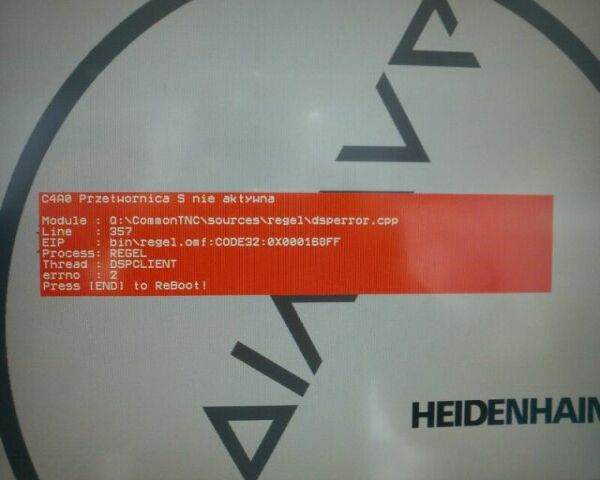 C4A0 Przetwornica S nie aktywna
Module : Q:\CommonTNC\sources\regel\dsperror.cpp
Line   : 357
EIP    : bin\regel.omf:CODE32:0X000168FF
Process: REGEL
Thread : DSPCLIENT
errno  : 2
Press [END] to ReBoot!
HEIDENHAIN